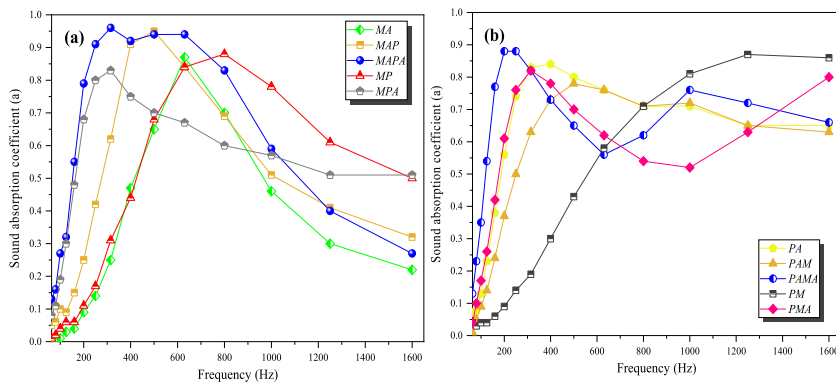 (a)
MA
MAP
MAPA
MP
MPA
1.0
0.9
0.8
0.7
0.6
0.5
0.4
0.3
0.2
0.1
0.0
200 400 600 800 1000 1200 1400 1600
Frequency (Hz)
Sound absorption coefficient (a)
(b)
PA
PAM
PAMA
PM
PMA
1.0
0.9
0.8
0.7
0.6
0.5
0.4
0.3
0.2
0.1
0.0
200 400 600 800 1000 1200 1400 1600
Frequency (Hz)
Sound absorption coefficient (a)